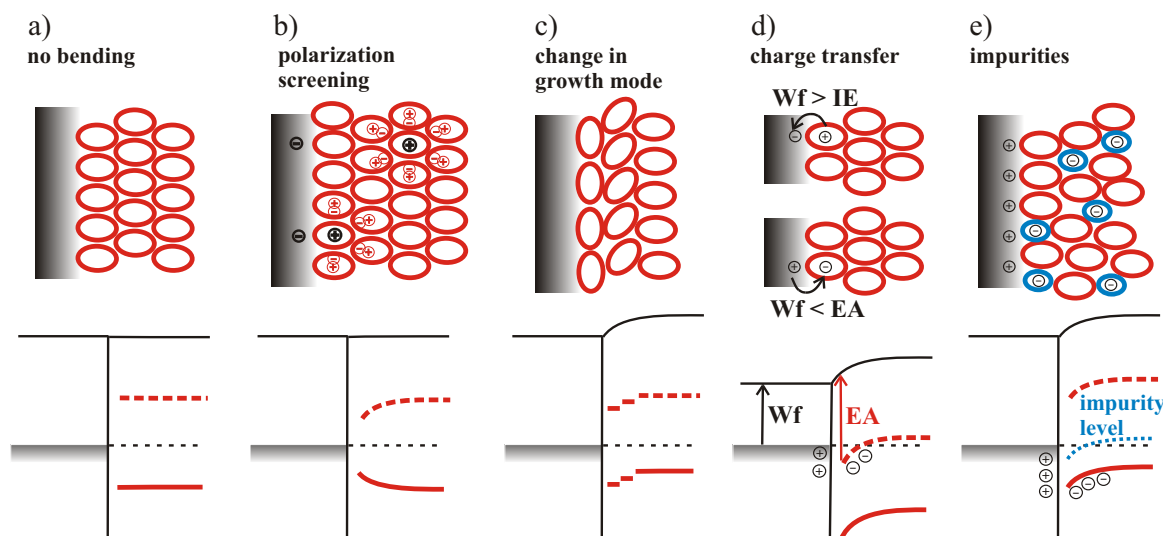 a)
no bending
b)
polarization
screening
c)
change in
growth mode
d)
charge transfer
e)
impurities
Wf > IE
Wf < EA
Wf
EA
impurity
level